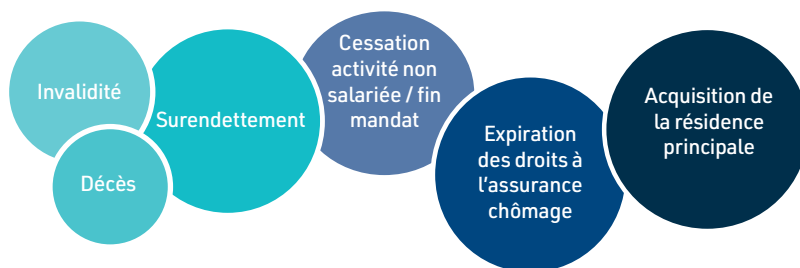 Invalidité
Décès
Surendettement
Cessation
activité non
salariée / fin
mandat
Expiration
des droits à
l’assurance
chômage
Acquisition de
la résidence
principale